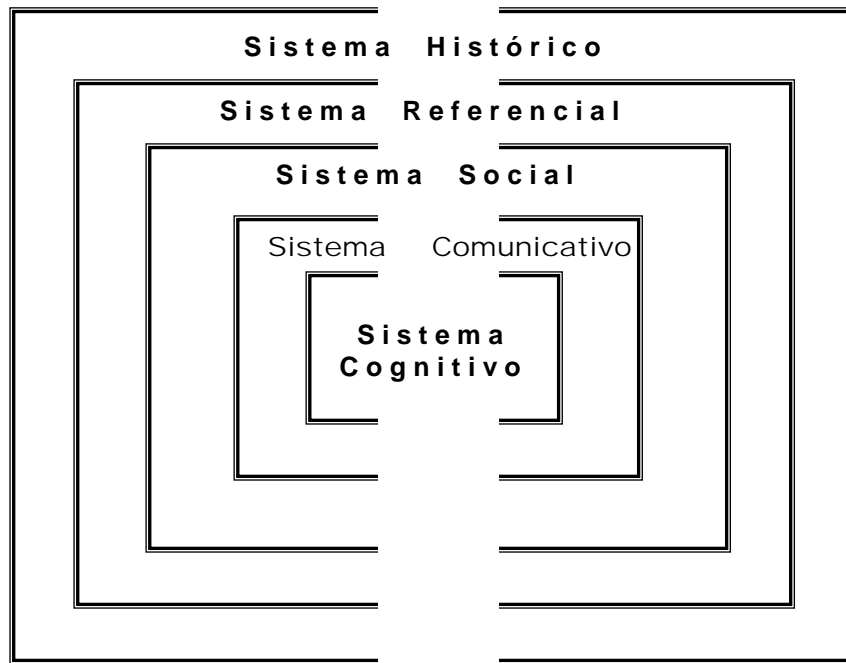 Sistema Histórico
Sistema Referencial
Sistema Social
Sistema Comunicativo
Sistema
Cognitivo